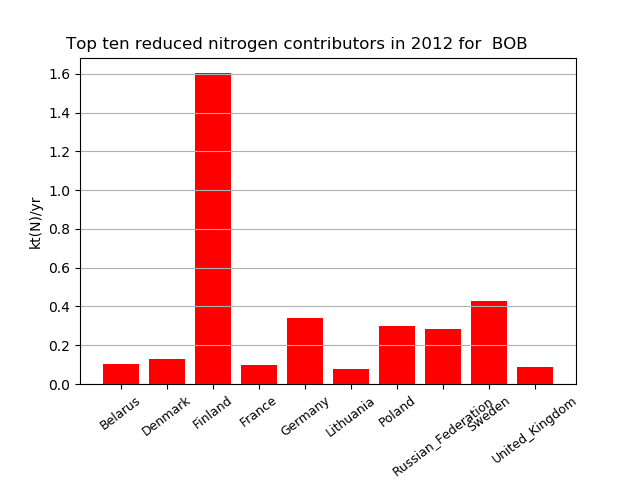 Top ten reduced nitrogen contributors in 2012 for  BOB
kt(N)/yr
1.6
1.4
1.2
1.0
0.8
0.6
0.4
0.2
0.0
Belarus
Denmark
Finland
France
Germany
Lithuania
Poland
Russian_Federation
Sweden
United_Kingdom